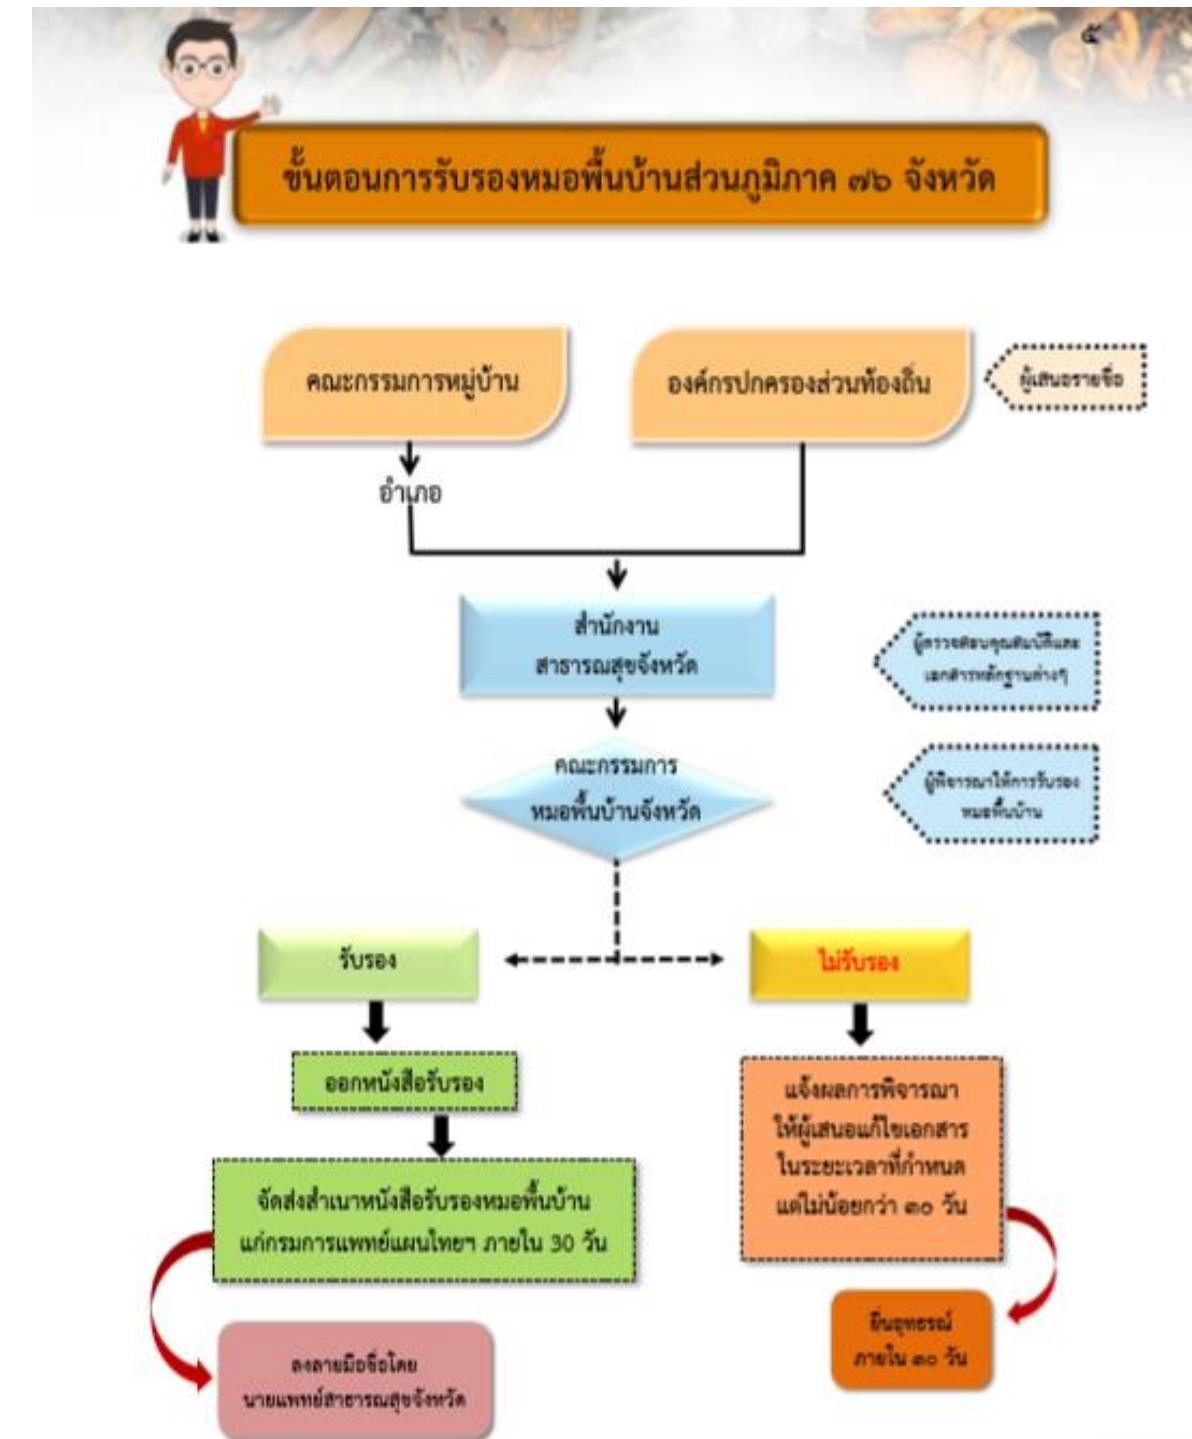 ๕
ขั้นตอนการรับรองหมอพื้นบ้านส่วนภูมิภาค ๗๖ จังหวัด
คณะกรรมการหมู่บ้าน
องค์กรปกครองส่วนท้องถิ่น
ผู้เสนอรายชื่อ
อำเภอ
สำนักงาน
สาธารณสุขจังหวัด
ผู้ตรวจสอบคุณสมบัติและ
เอกสารหลักฐานต่างๆ
คณะกรรมการ
หมอพื้นบ้านจังหวัด
ผู้พิจารณาให้การรับรอง
หมอพื้นบ้าน
รับรอง
ไม่รับรอง
ออกหนังสือรับรอง
แจ้งผลการพิจารณา
ให้ผู้เสนอแก้ไขเอกสาร
ในระยะเวลาที่กำหนด
แต่ไม่น้อยกว่า ๓๐ วัน
จัดส่งสำเนาหนังสือรับรองหมอพื้นบ้าน
แก่กรมการแพทย์แผนไทยฯ ภายใน 30 วัน
ยื่นอุทธรณ์
ภายใน ๓๐ วัน
ลงลายมือชื่อโดย
นายแพทย์สาธารณสุขจังหวัด